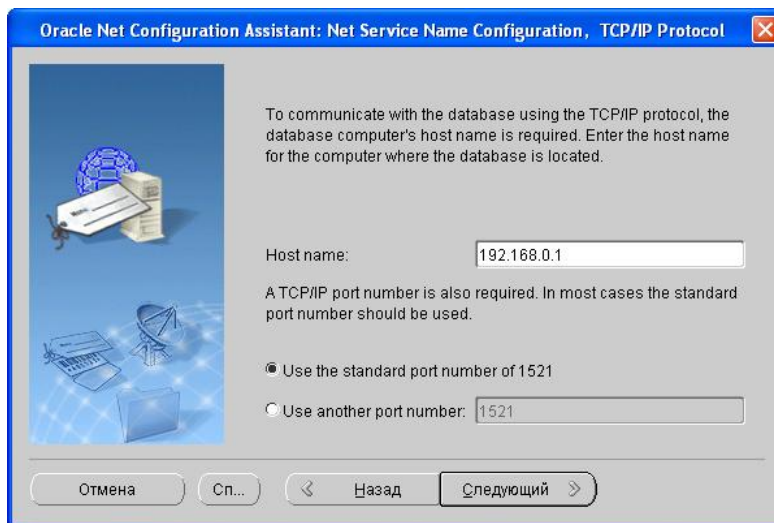 Oracle Net Configuration Assistant: Net Service Name Configuration, TCP/IP Protocol
To communicate with the database using the TCP/IP protocol, the
database computer's host name is required. Enter the host name
for the computer where the database is located.
Host name:
192.168.0.1
A TCP/IP port number is also required. In most cases the standard
port number should be used.
Use the standard port number of 1521
Use another port number:
1521
Отмена
Сп...
Назад
Следующий